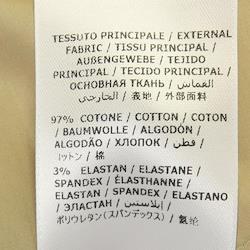 TESSUTO PRINCIPALE / EXTERNAL
FABRIC / TISSU PRINCIPAL /
AUßENGEWEBE / TEJIDO
PRINCIPAL / TECIDO PRINCIPAL /
ОСНОВНАЯ ТКАНЬ / القماش
الخارجي / 表地 / 外部面料
97% COTONE / COTTON / COTON
/ BAUMWOLLE / ALGODÓN /
ALGODÃO / ХЛОПОК / قطن /
コットン / 棉
3% ELASTAN / ELASTANE /
SPANDEX / ÉLASTHANNE /
ELASTAN / SPANDEX / ELASTANO
/ ЭЛАСТАН / ايلاستين /
ポリウレタン (スパンデックス) /